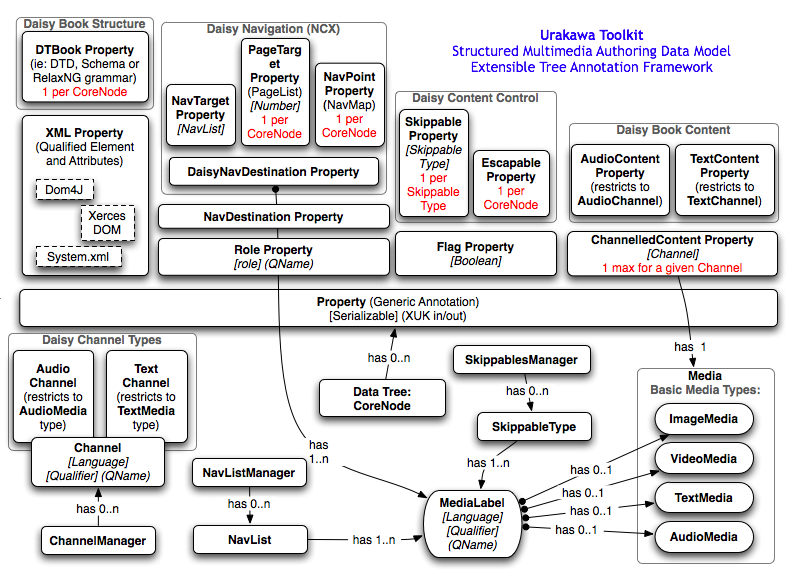 Urakawa Toolkit
Structured Multimedia Authoring Data Model
Extensible Tree Annotation Framework
Daisy Book Structure
DTBook Property
(ie: DTD, Schema or
RelaxNG grammar)
1 per CoreNode
XML Property
(Qualified Element
and Attributes)
Dom4J
Xerces
DOM
System.xml
Daisy Navigation (NCX)
NavTarget
Property
[NavList]
PageTarg
et
Property
(PageList)
[Number]
1 per
CoreNode
NavPoint
Property
(NavMap)
1 per
CoreNode
DaisyNavDestination Property
NavDestination Property
Role Property
[role] (QName)
Daisy Content Control
Skippable
Property
[Skippable
Type]
1 per
Skippable
Type
Escapable
Property
1 per
CoreNode
Flag Property
[Boolean]
Daisy Book Content
AudioContent
Property
(restricts to
AudioChannel)
TextContent
Property
(restricts to
TextChannel)
ChannelledContent Property
[Channel]
1 max for a given Channel
Property (Generic Annotation)
[Serializable] (XUK in/out)
Daisy Channel Types
Audio
Channel
(restricts to
AudioMedia
type)
Text
Channel
(restricts to
TextMedia
type)
Channel
[Language]
[Qualifier] (QName)
has 0..n
ChannelManager
NavListManager
has 0..n
NavList
has 1..n
has
1..n
has 0..n
Data Tree:
CoreNode
SkippablesManager
has 0..n
SkippableType
has 1..n
MediaLabel
[Language]
[Qualifier]
(QName)
has 0..1
has 0..1
has 0..1
has 0..1
has 1
Media
Basic Media Types:
ImageMedia
VideoMedia
TextMedia
AudioMedia